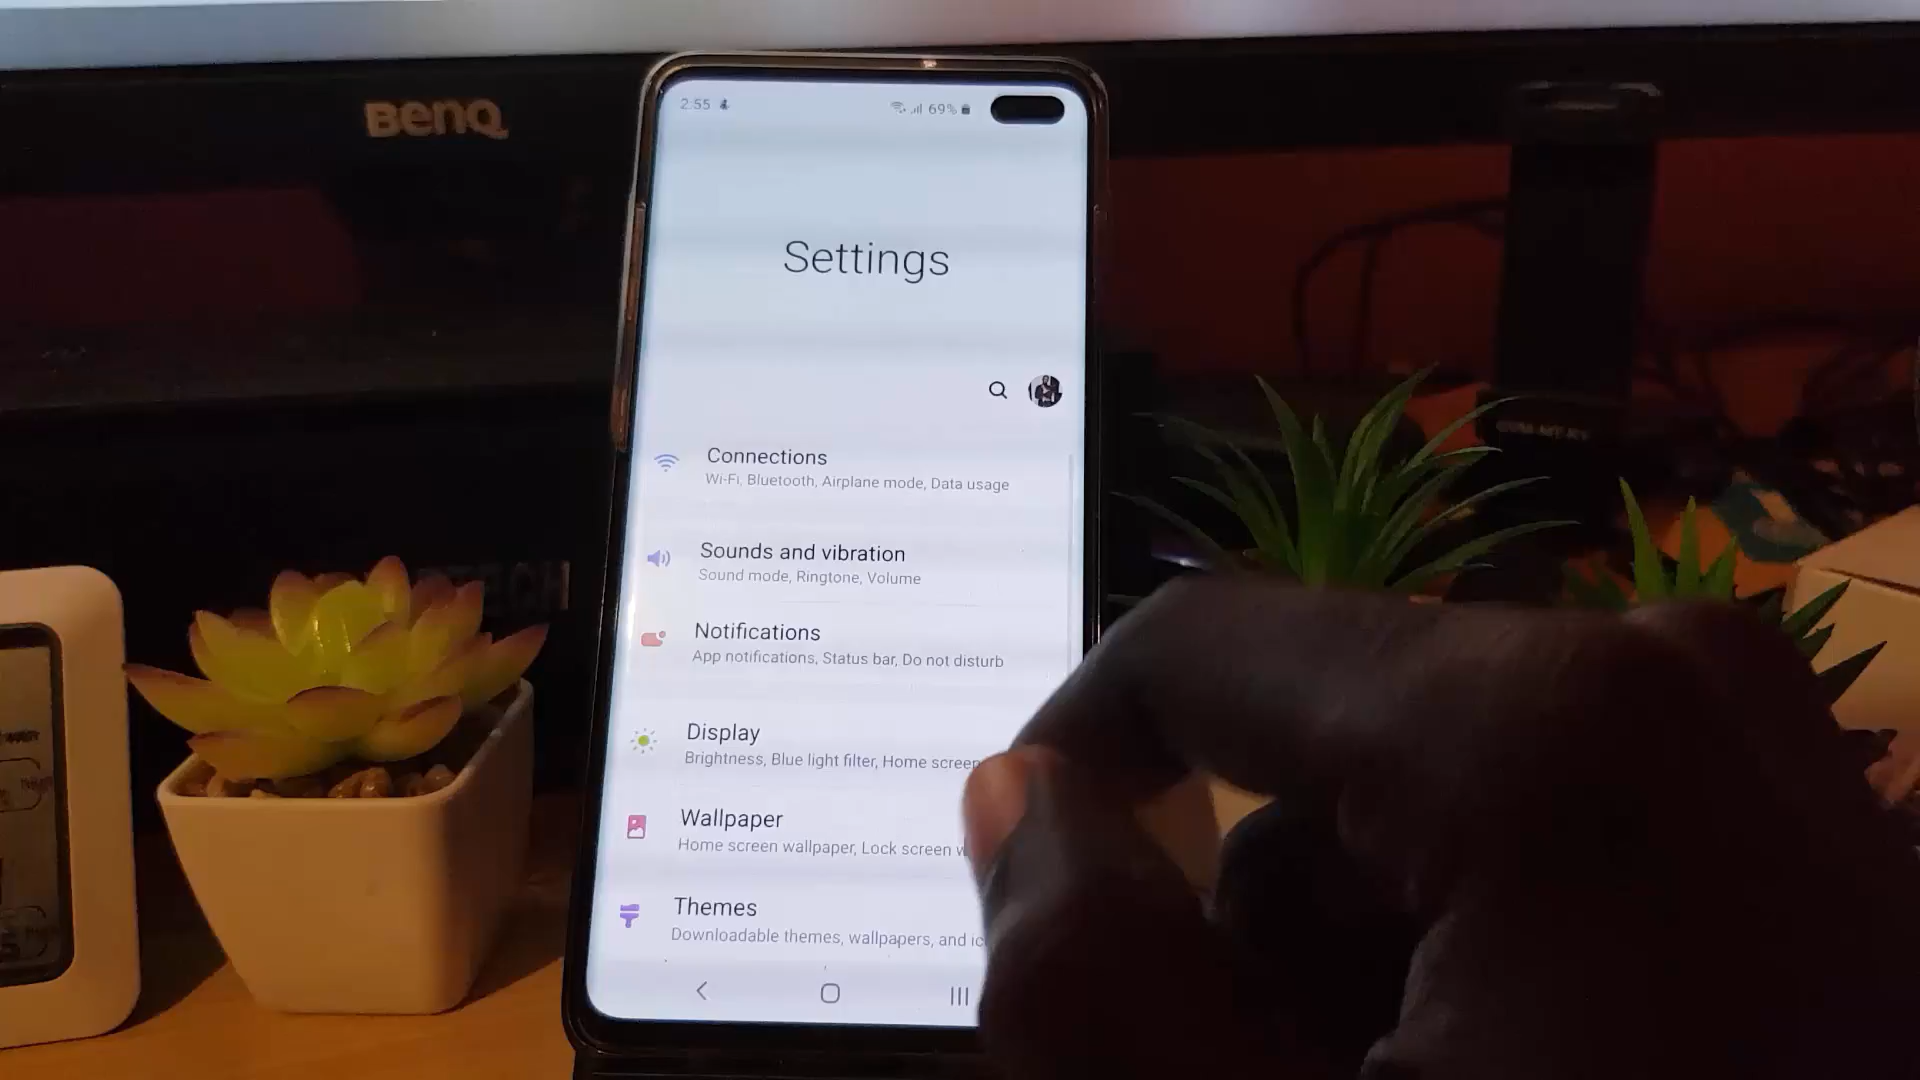 BenQ
2:55
69%
Settings
Connections
Wi-Fi, Bluetooth, Airplane mode, Data usage
Sounds and vibration
Sound mode, Ringtone, Volume
Notifications
App notifications, Status bar, Do not disturb
Display
Brightness, Blue light filter, Home screen
Wallpaper
Home screen wallpaper, Lock screen
Themes
Downloadable themes, wallpapers, and